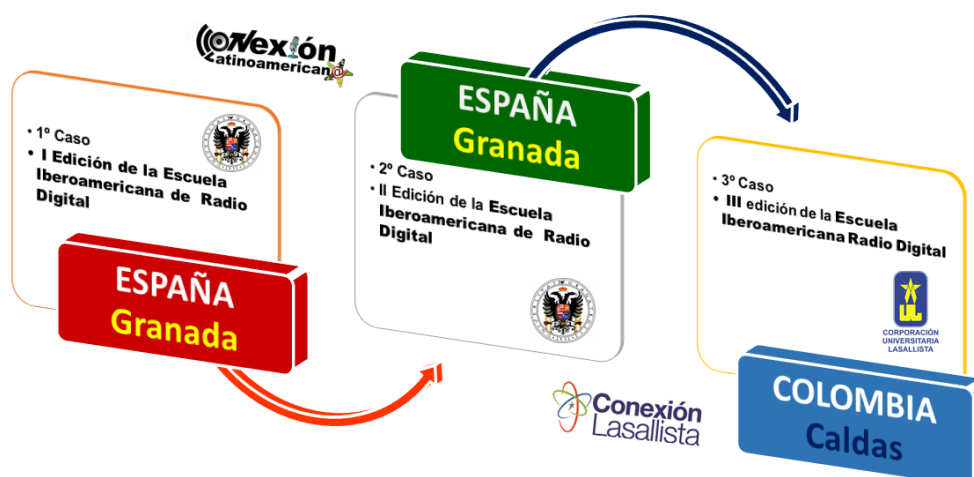 CoNexión
Latinoamerican@
• 1º Caso
• I Edición de la Escuela
Iberoamericana de Radio
Digital
ESPAÑA
Granada
ESPAÑA
Granada
• 2º Caso
• II Edición de la Escuela
Iberoamericana de Radio
Digital
• 3º Caso
• III edición de la Escuela
Iberoamericana Radio Digital
CORPORACIÓN
UNIVERSITARIA
LASALLISTA
COLOMBIA
Caldas
Conexión
Lasallista